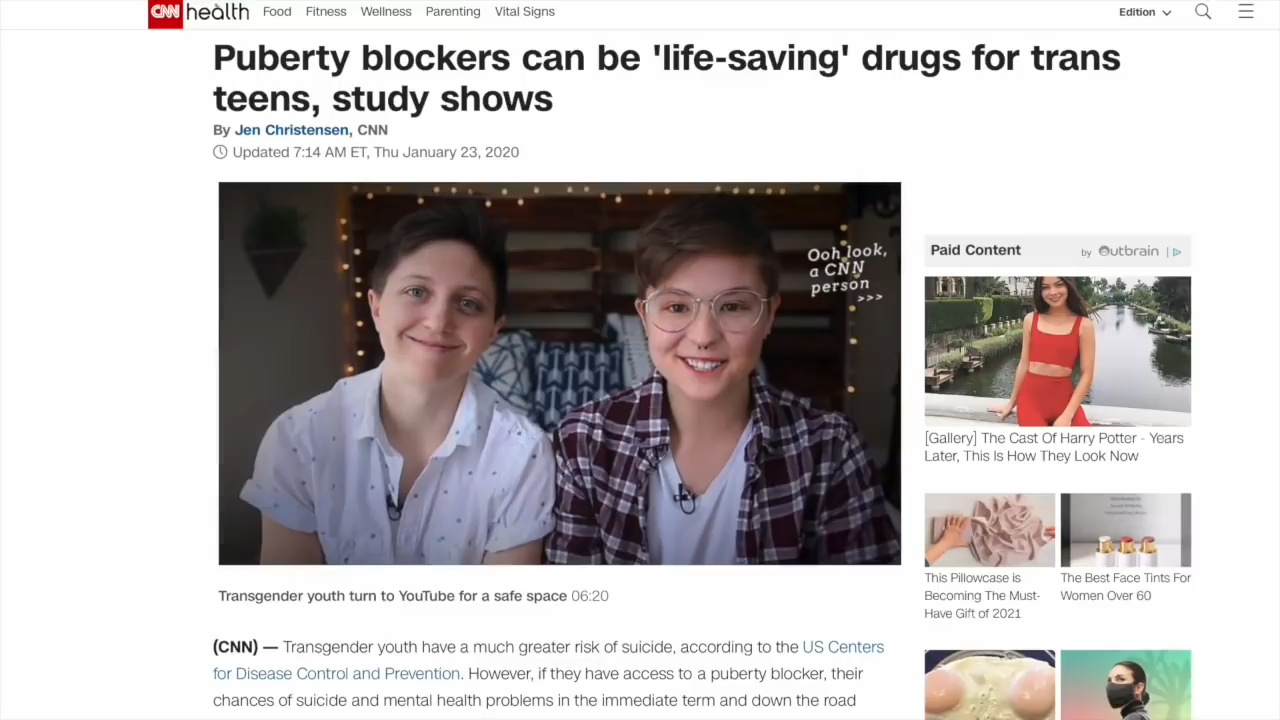 CNN health Food Fitness Wellness Parenting Vital Signs Edition
Puberty blockers can be 'life-saving' drugs for trans
teens, study shows
By Jen Christensen, CNN
Updated 7:14 AM ET, Thu January 23, 2020
Ooh look,
a CNN
person
>>>
Transgender youth turn to YouTube for a safe space 06:20
(CNN) — Transgender youth have a much greater risk of suicide, according to the US Centers
for Disease Control and Prevention. However, if they have access to a puberty blocker, their
chances of suicide and mental health problems in the immediate term and down the road
Paid Content by Outbrain
[Gallery] The Cast Of Harry Potter - Years
Later, This Is How They Look Now
This Pillowcase is
Becoming The Must-
Have Gift of 2021
The Best Face Tints For
Women Over 60